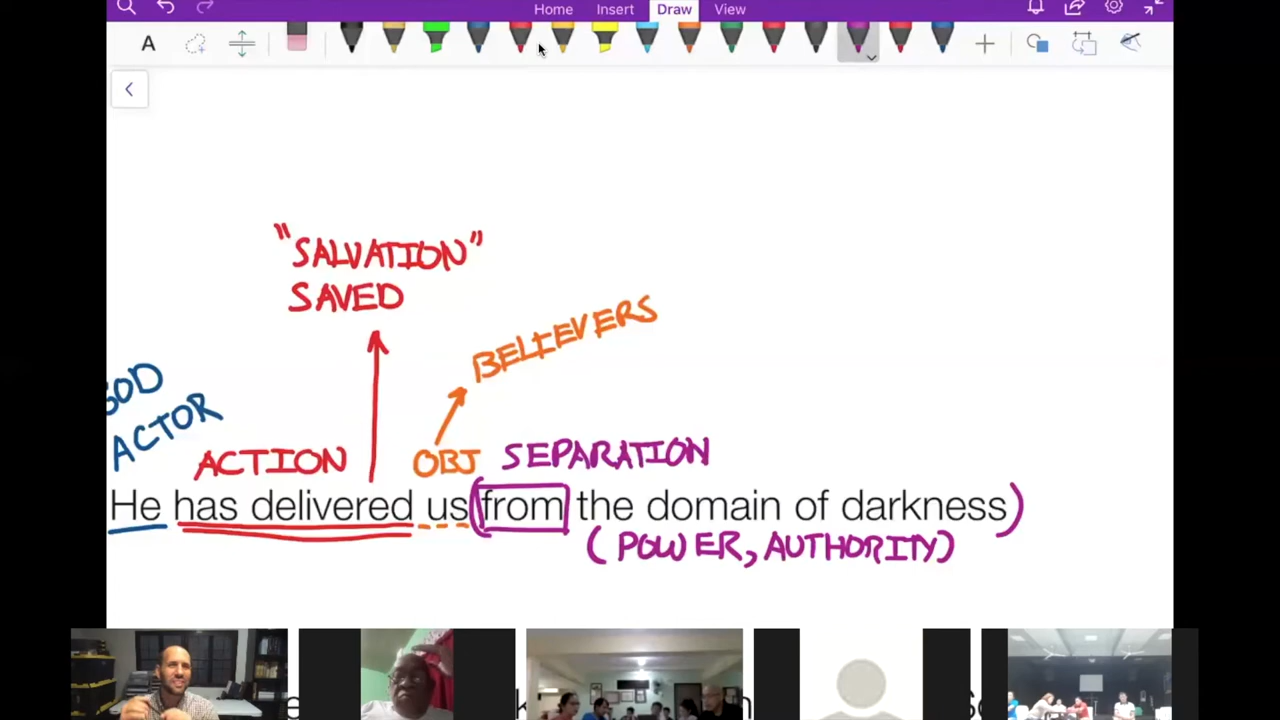 Home Insert Draw View
A
"SALVATION"
SAVED
BELIEVERS
GOD
ACTOR
ACTION OBJ SEPARATION
He has delivered us (from the domain of darkness)
(POWER, AUTHORITY)